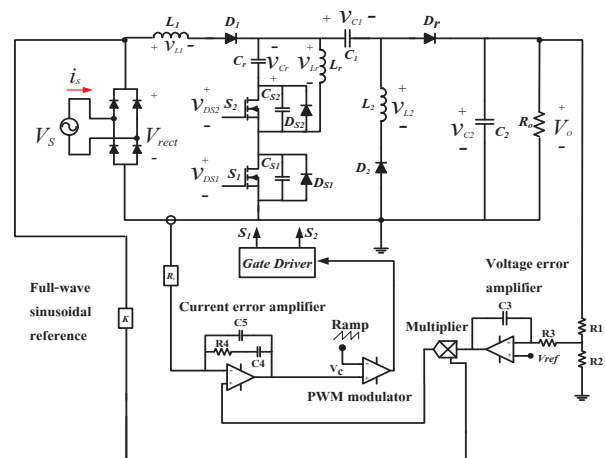 L1
+ vL1 -
D1
+ vC1 -
C1
Dr
Cr
- vCr +
+ vLr -
Lr
is
VS
+ Vrect -
S2
+ vDS2 -
CS2
DS2
S1
+ vDS1 -
CS1
DS1
L2
+ vL2 -
D2
+ vC2 -
C2
Ro
+ Vo -
S1
S2
Gate Driver
Full-wave
sinusoidal
reference
K
Rs
Current error amplifier
C5
R4
C4
Ramp
Vc
PWM modulator
Multiplier
Voltage error
amplifier
C3
R3
Vref
R1
R2